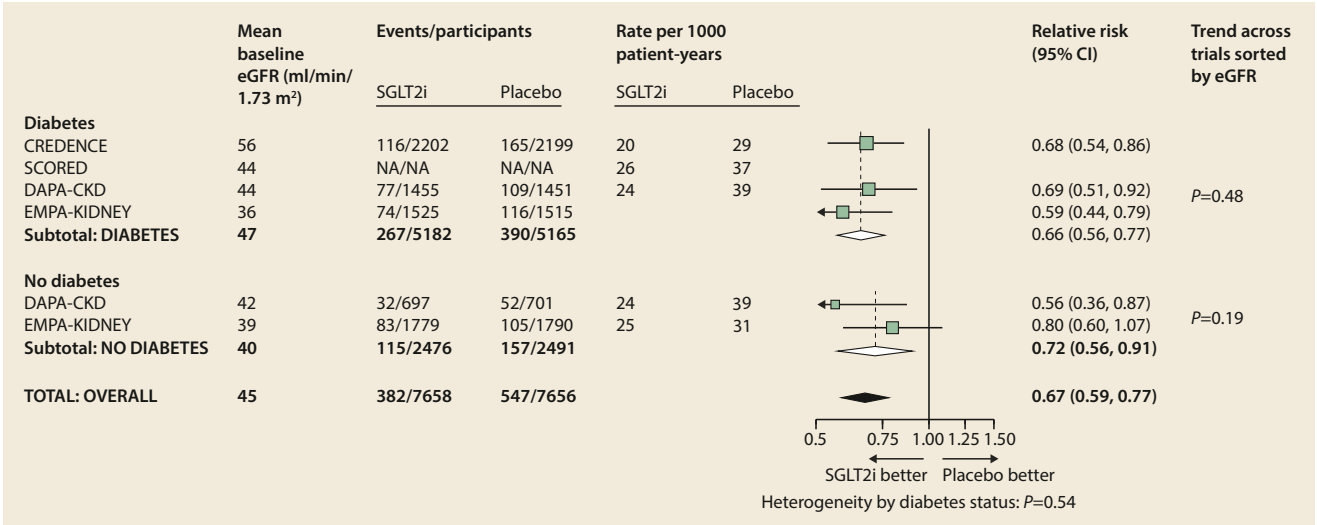 Mean baseline eGFR (ml/min/1.73 m²) Events/participants Rate per 1000 patient-years Relative risk (95% CI) Trend across trials sorted by eGFR
SGLT2i Placebo SGLT2i Placebo
Diabetes
CREDENCE 56 116/2202 165/2199 20 29 0.68 (0.54, 0.86)
SCORED 44 NA/NA NA/NA 26 37
DAPA-CKD 44 77/1455 109/1451 24 39 0.69 (0.51, 0.92)
P=0.48
EMPA-KIDNEY 36 74/1525 116/1515 0.59 (0.44, 0.79)
Subtotal: DIABETES 47 267/5182 390/5165 0.66 (0.56, 0.77)
No diabetes
DAPA-CKD 42 32/697 52/701 24 39 0.56 (0.36, 0.87)
P=0.19
EMPA-KIDNEY 39 83/1779 105/1790 25 31 0.80 (0.60, 1.07)
Subtotal: NO DIABETES 40 115/2476 157/2491 0.72 (0.56, 0.91)
TOTAL: OVERALL 45 382/7658 547/7656 0.67 (0.59, 0.77)
0.5 0.75 1.00 1.25 1.50
SGLT2i better Placebo better
Heterogeneity by diabetes status: P=0.54